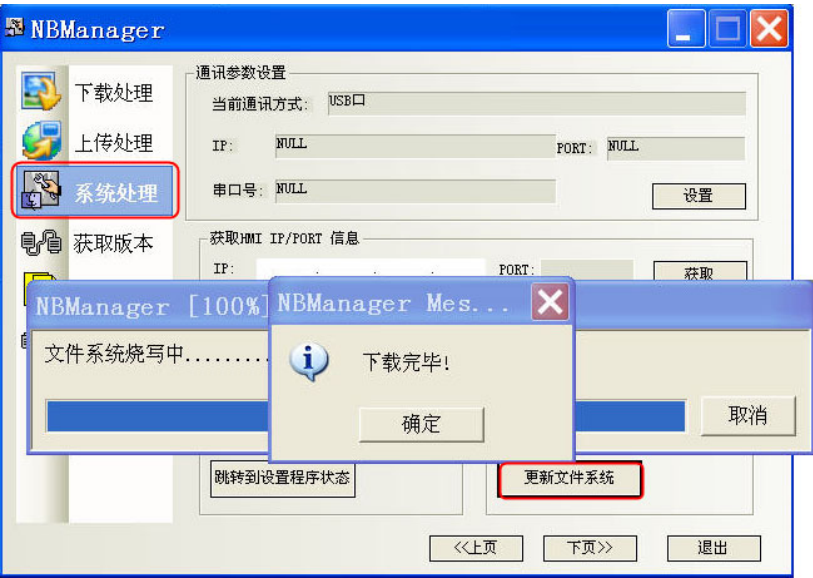 NBManager
下载处理
上传处理
系统处理
获取版本
通讯参数设置
当前通讯方式: USB口
IP: NULL PORT: NULL
串口号: NULL 设置
获取HMI IP/PORT 信息
IP: PORT: 获取
NBManager [100%]
文件系统烧写中.........
取消
NBManager Mes...
下载完毕!
确定
跳转到设置程序状态 更新文件系统
<<上页 下页>> 退出